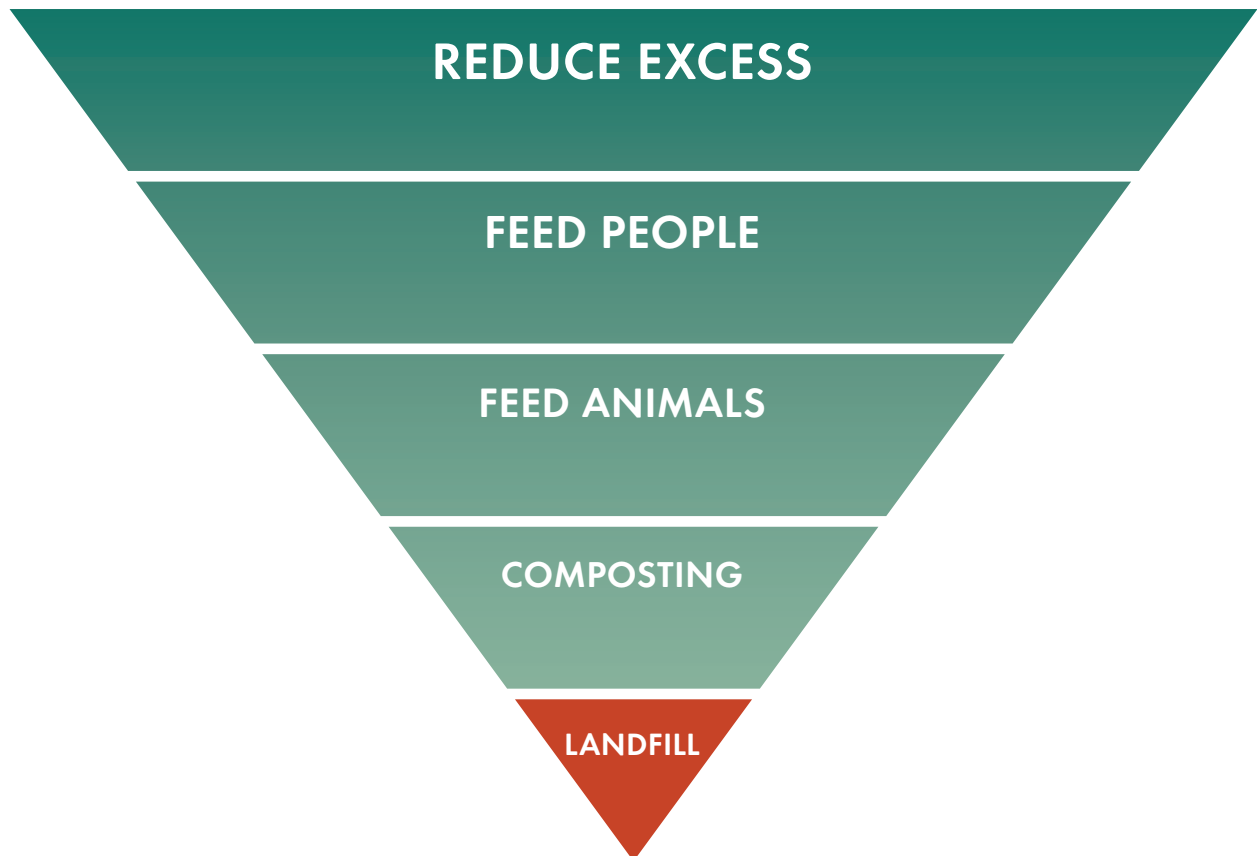 REDUCE EXCESS
FEED PEOPLE
FEED ANIMALS
COMPOSTING
LANDFILL